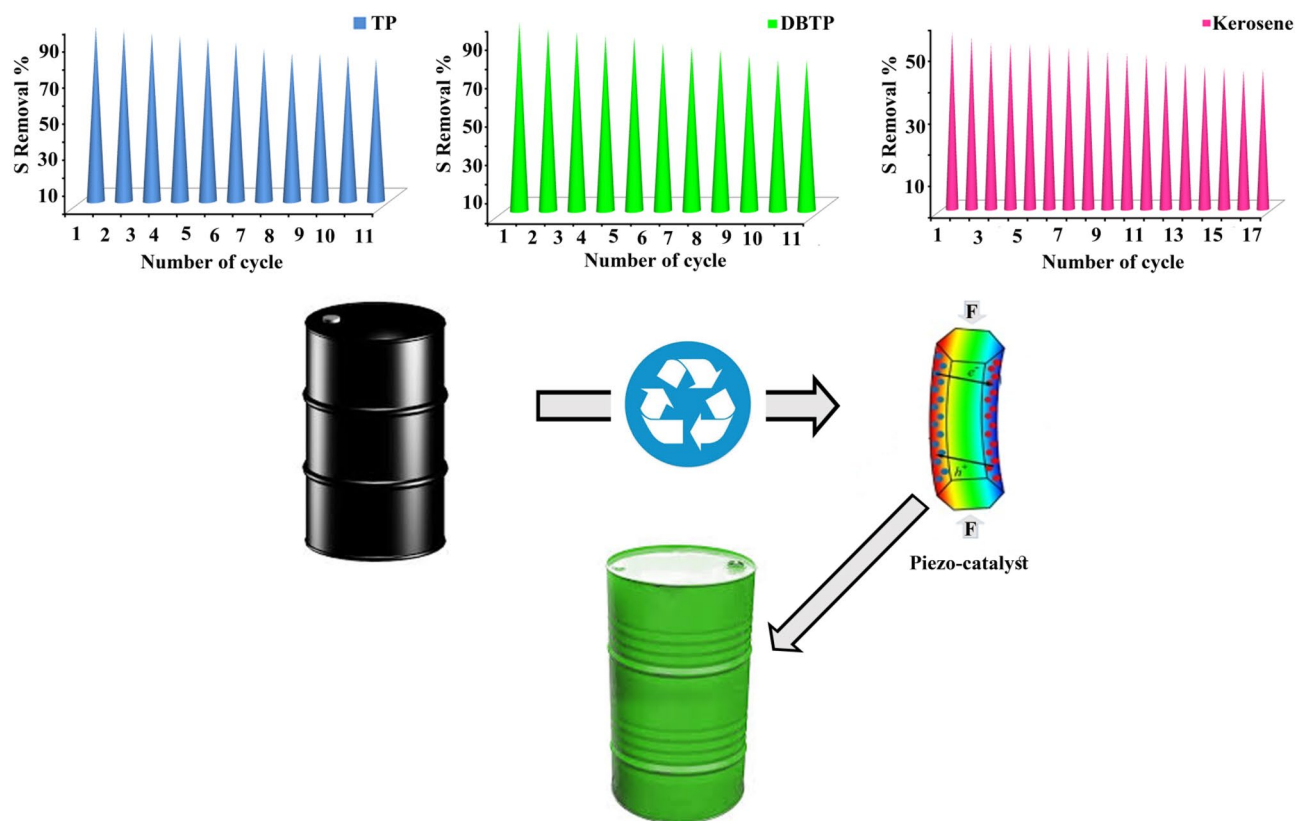 TP
90
70
50
30
10
S Removal %
1 2 3 4 5 6 7 8 9 10 11
Number of cycle
DBTP
90
70
50
30
10
S Removal %
1 2 3 4 5 6 7 8 9 10 11
Number of cycle
Kerosene
50
30
10
S Removal %
1 3 5 7 9 11 13 15 17
Number of cycle
F
e-
h+
F
Piezo-catalyst